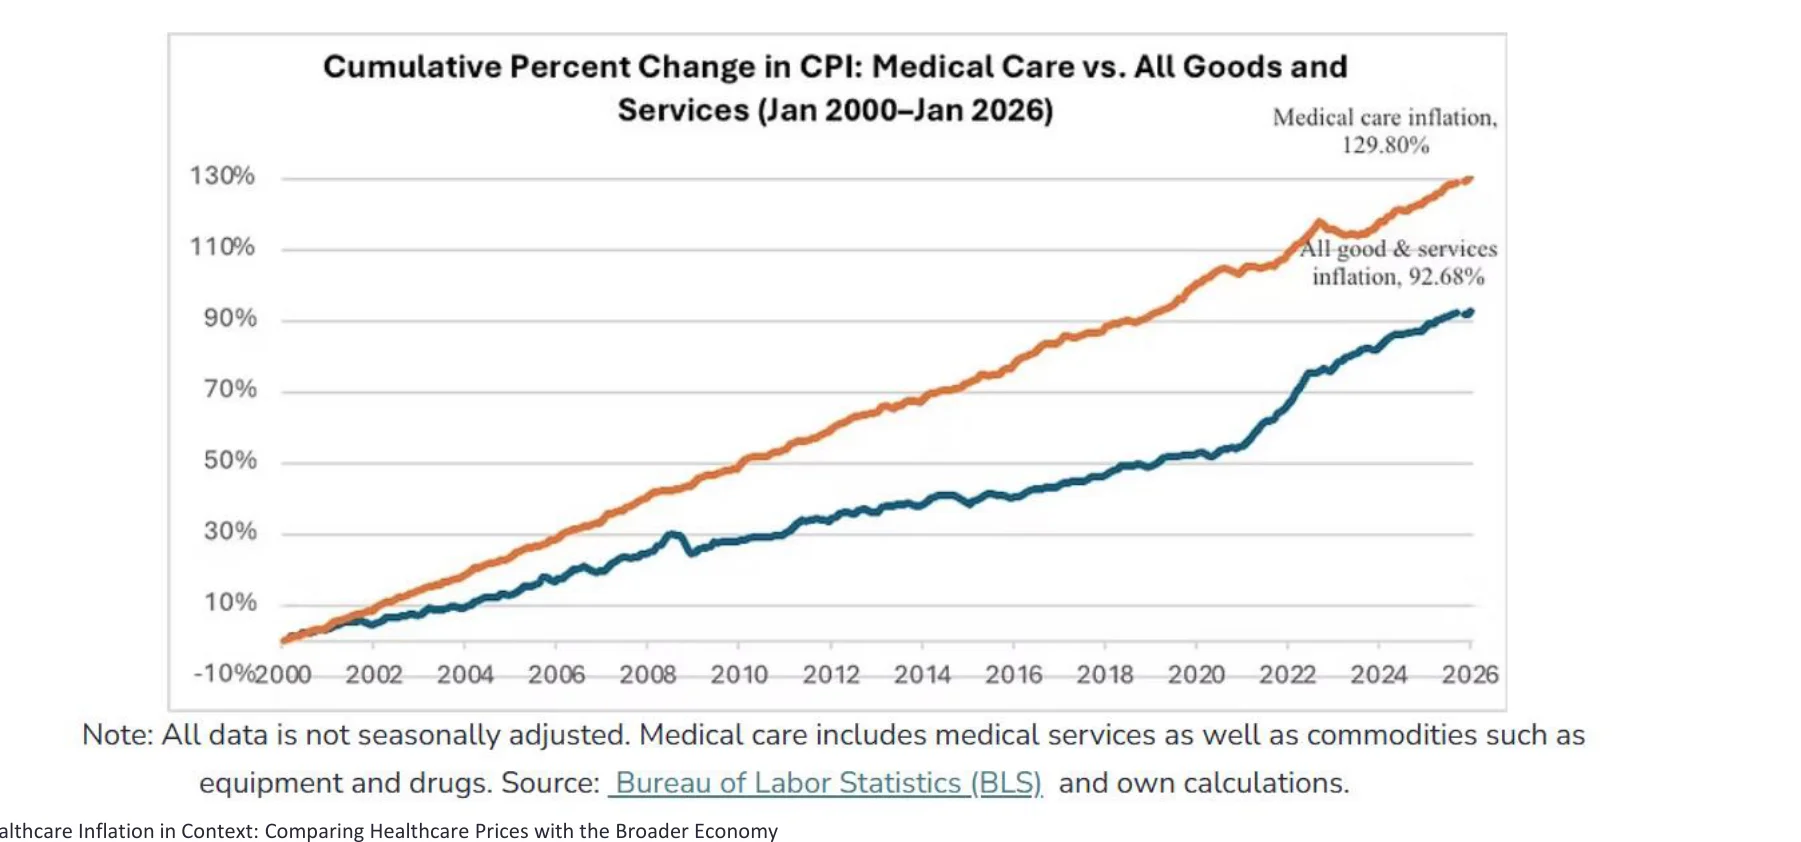 Cumulative Percent Change in CPI: Medical Care vs. All Goods and
Services (Jan 2000–Jan 2026)
Medical care inflation,
129.80%
130%
110%
All good & services
inflation, 92.68%
90%
70%
50%
30%
10%
-10%
2000 2002 2004 2006 2008 2010 2012 2014 2016 2018 2020 2022 2024 2026
Note: All data is not seasonally adjusted. Medical care includes medical services as well as commodities such as
equipment and drugs. Source: Bureau of Labor Statistics (BLS) and own calculations.
althcare Inflation in Context: Comparing Healthcare Prices with the Broader Economy